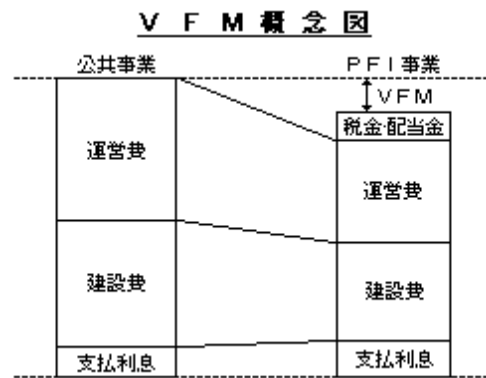 ＶＦＭ概念図
公共事業
ＰＦＩ事業
ＶＦＭ
税金・配当金
運営費
運営費
建設費
建設費
支払利息
支払利息